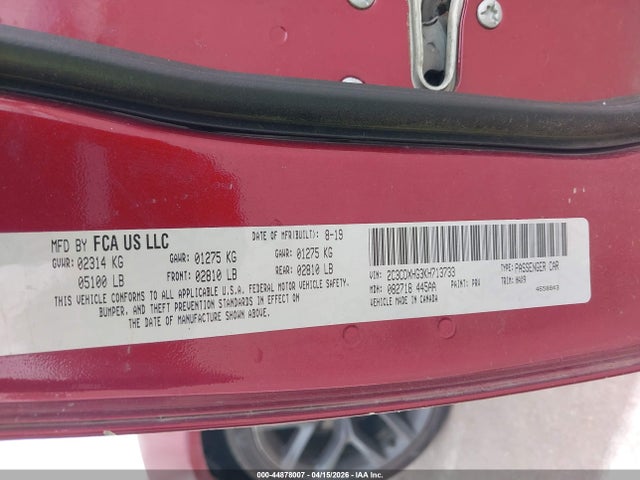 MFD BY FCA US LLC DATE OF MFR(BUILT): 8-19
GVWR: 02314 KG GAWR: 01275 KG GAWR: 01275 KG
05100 LB FRONT: 02810 LB REAR: 02810 LB
THIS VEHICLE CONFORMS TO ALL APPLICABLE U.S.A. FEDERAL MOTOR VEHICLE SAFETY,
BUMPER, AND THEFT PREVENTION STANDARDS IN EFFECT ON
THE DATE OF MANUFACTURE SHOWN ABOVE.
VIN: 2C3CDXHG3KH713733 TYPE: PASSENGER CAR
MDH: 082718 445AA PAINT: PRV TRIM:
MADE IN CANADA 4658843
000-44878007 - 04/15/2026 - IAA Inc.